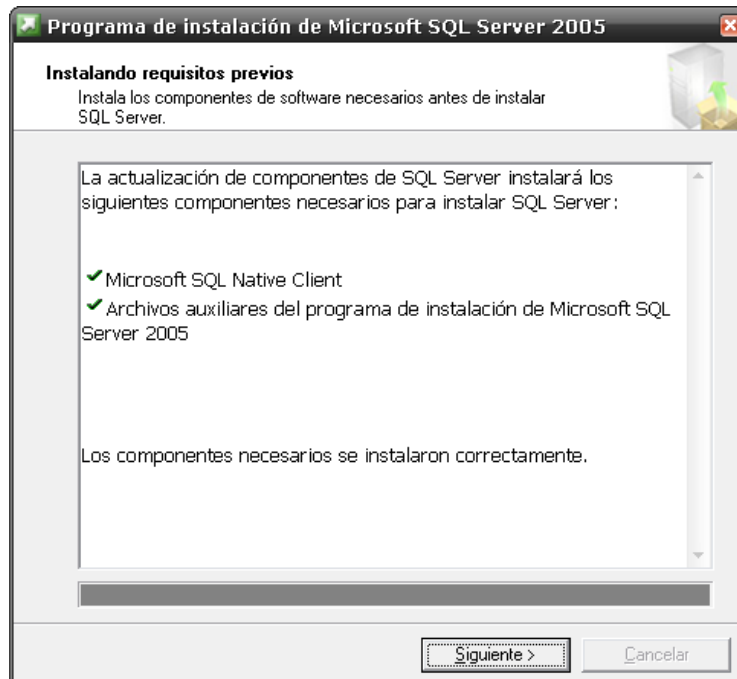 Programa de instalación de Microsoft SQL Server 2005
Instalando requisitos previos
Instala los componentes de software necesarios antes de instalar
SQL Server.
La actualización de componentes de SQL Server instalará los
siguientes componentes necesarios para instalar SQL Server:
Microsoft SQL Native Client
Archivos auxiliares del programa de instalación de Microsoft SQL
Server 2005
Los componentes necesarios se instalaron correctamente.
Siguiente >
Cancelar